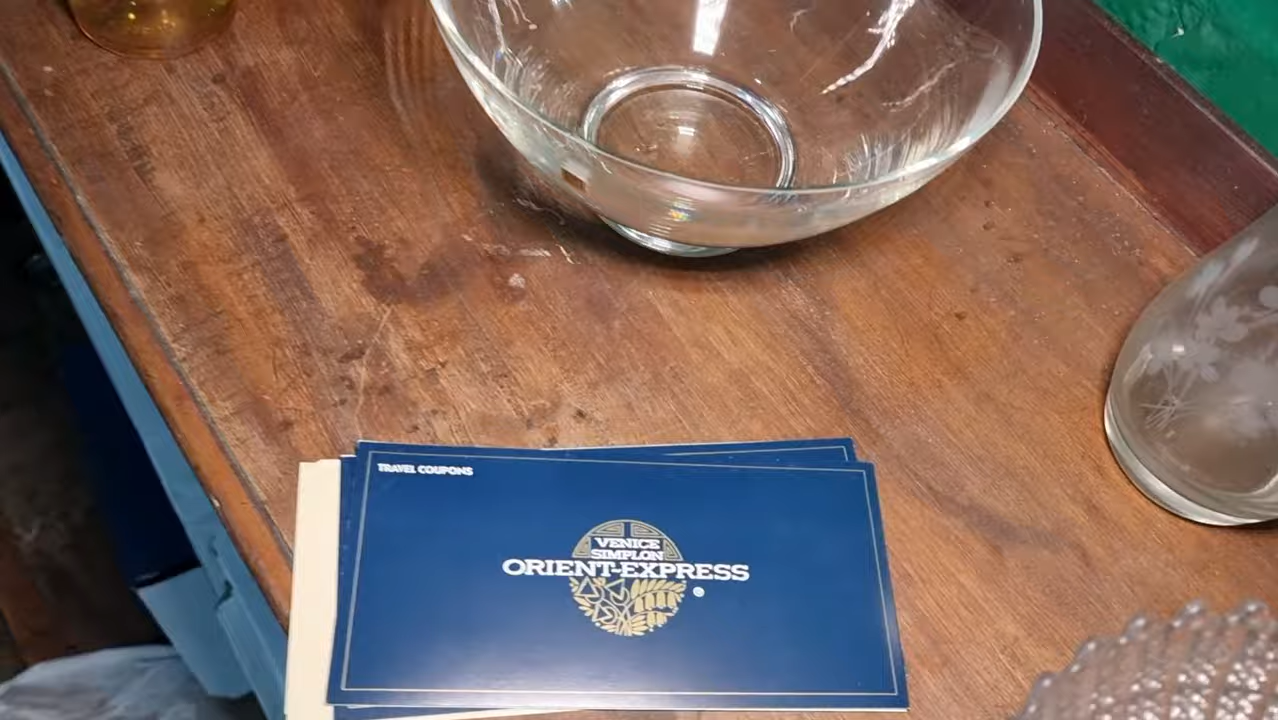 TRAVEL COUPONS
VENICE
SIMPLON
ORIENT-EXPRESS
®